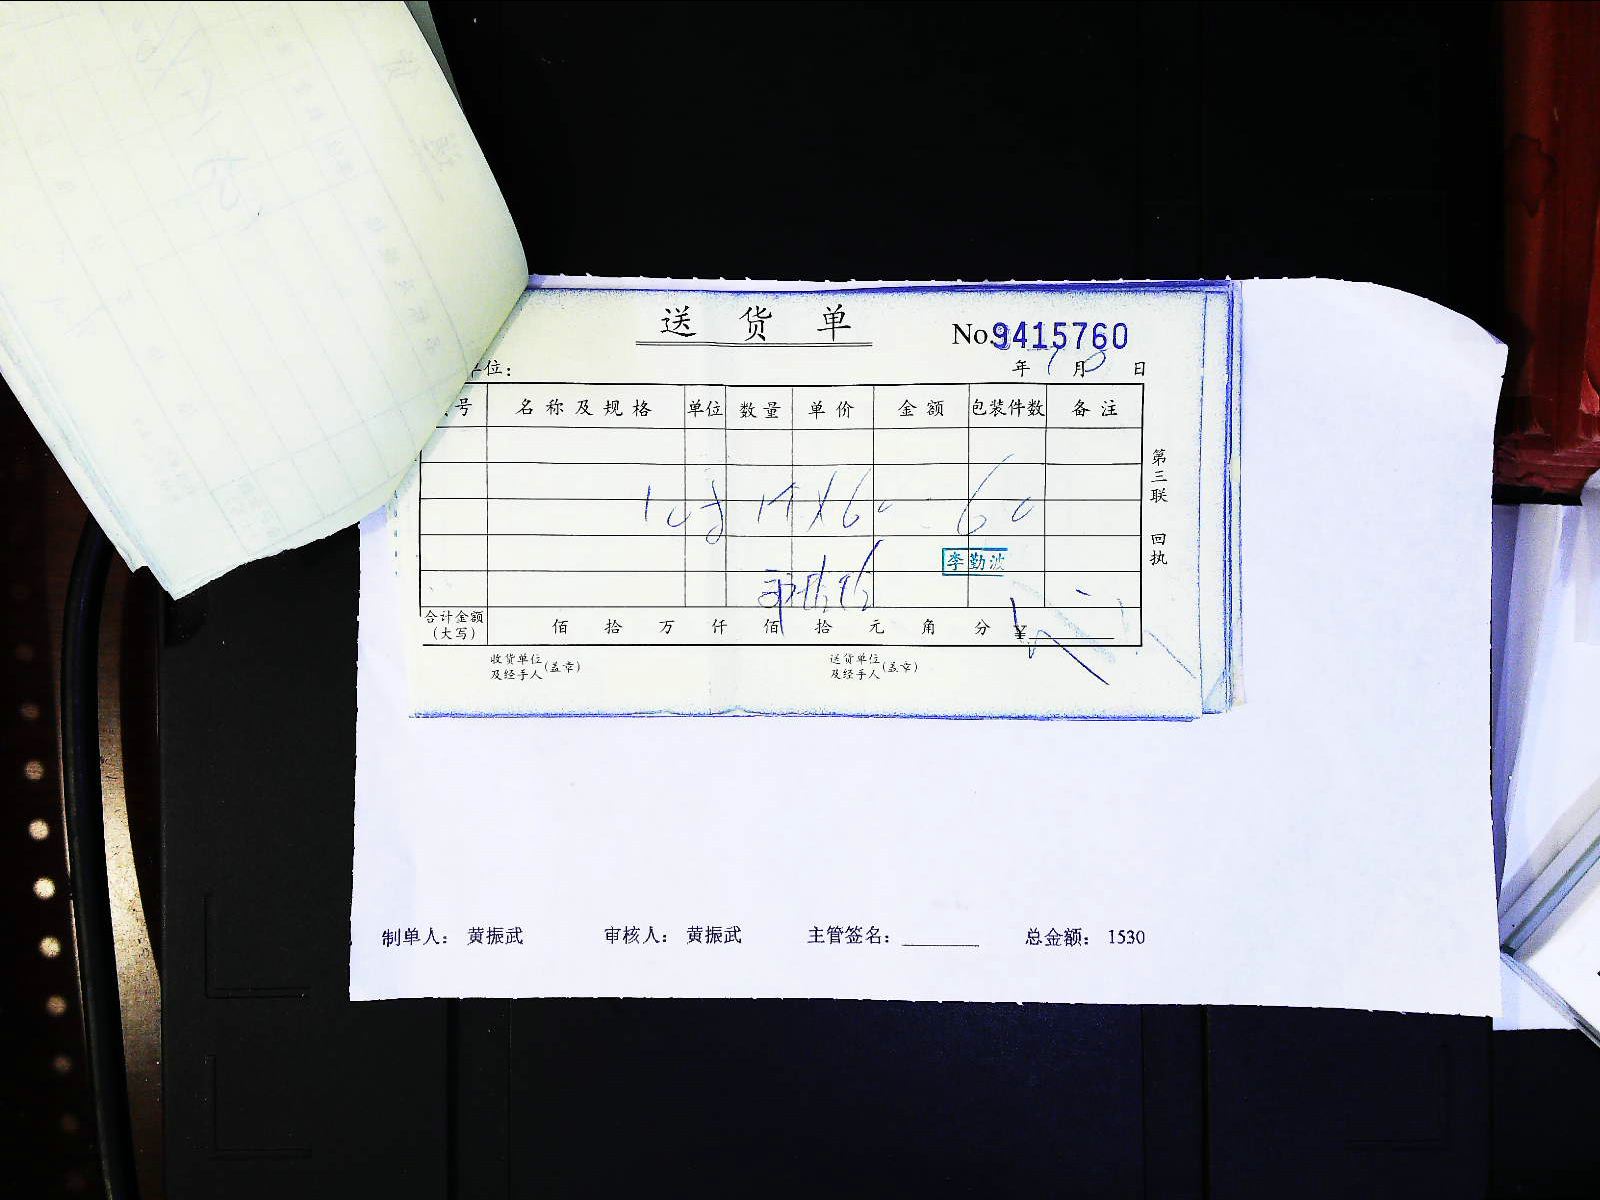 送货单
No.9415760
位：
年 月 日
号 名称及规格 单位 数量 单价 金额 包装件数 备注
60
李勤波
第三联 回执
合计金额（大写） 佰 拾 万 仟 佰 拾 元 角 分 ¥
收货单位及经手人（盖章） 送货单位及经手人（盖章）
制单人： 黄振武 审核人： 黄振武 主管签名： 总金额： 1530